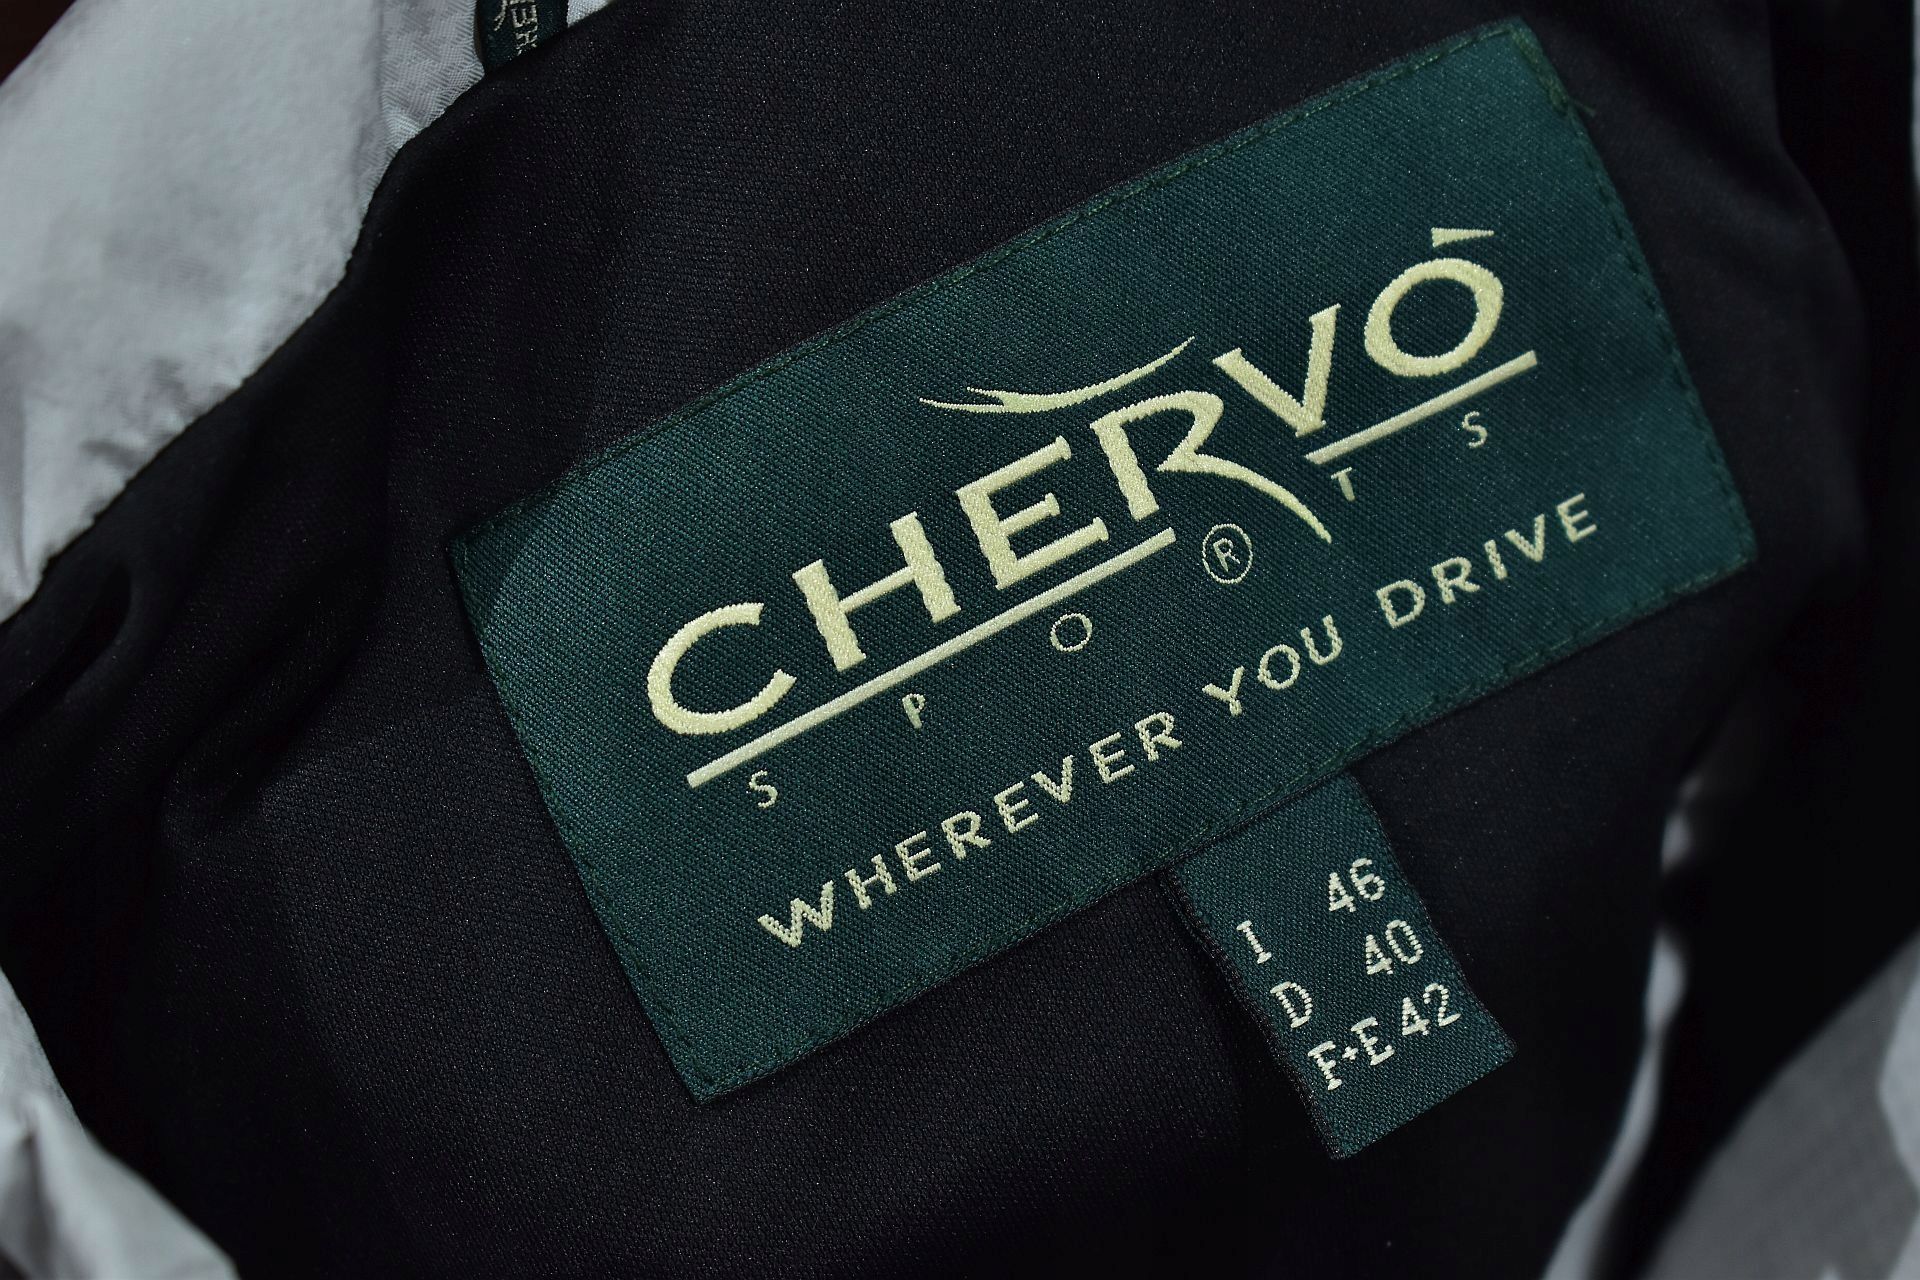 CHERVÒ
SPORTS
®
WHEREVER YOU DRIVE
I 46
D 40
F+E 42